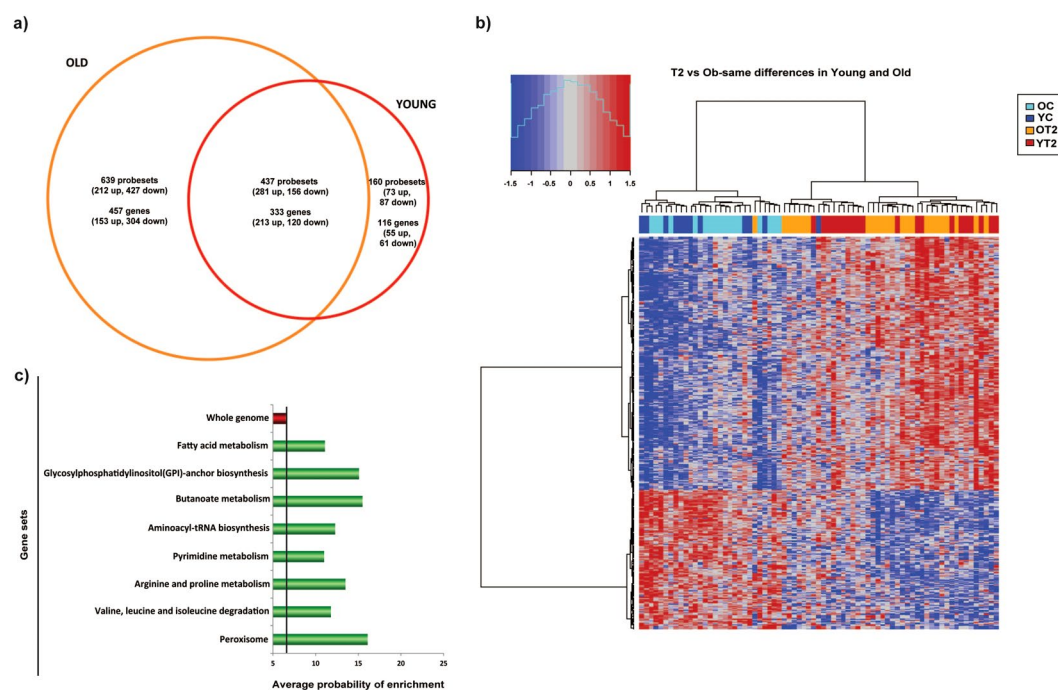 a)
OLD
YOUNG
639 probesets
(212 up, 427 down)
457 genes
(153 up, 304 down)
437 probesets
(281 up, 156 down)
333 genes
(213 up, 120 down)
160 probesets
(73 up,
87 down)
116 genes
(55 up,
61 down)
b)
T2 vs Ob-same differences in Young and Old
-1.5 -1 -0.5 0 0.5 1 1.5
OC
YC
OT2
YT2
c)
Gene sets
Whole genome
Fatty acid metabolism
Glycosylphosphatidylinositol(GPI)-anchor biosynthesis
Butanoate metabolism
Aminoacyl-tRNA biosynthesis
Pyrimidine metabolism
Arginine and proline metabolism
Valine, leucine and isoleucine degradation
Peroxisome
5 10 15 20 25
Average probability of enrichment